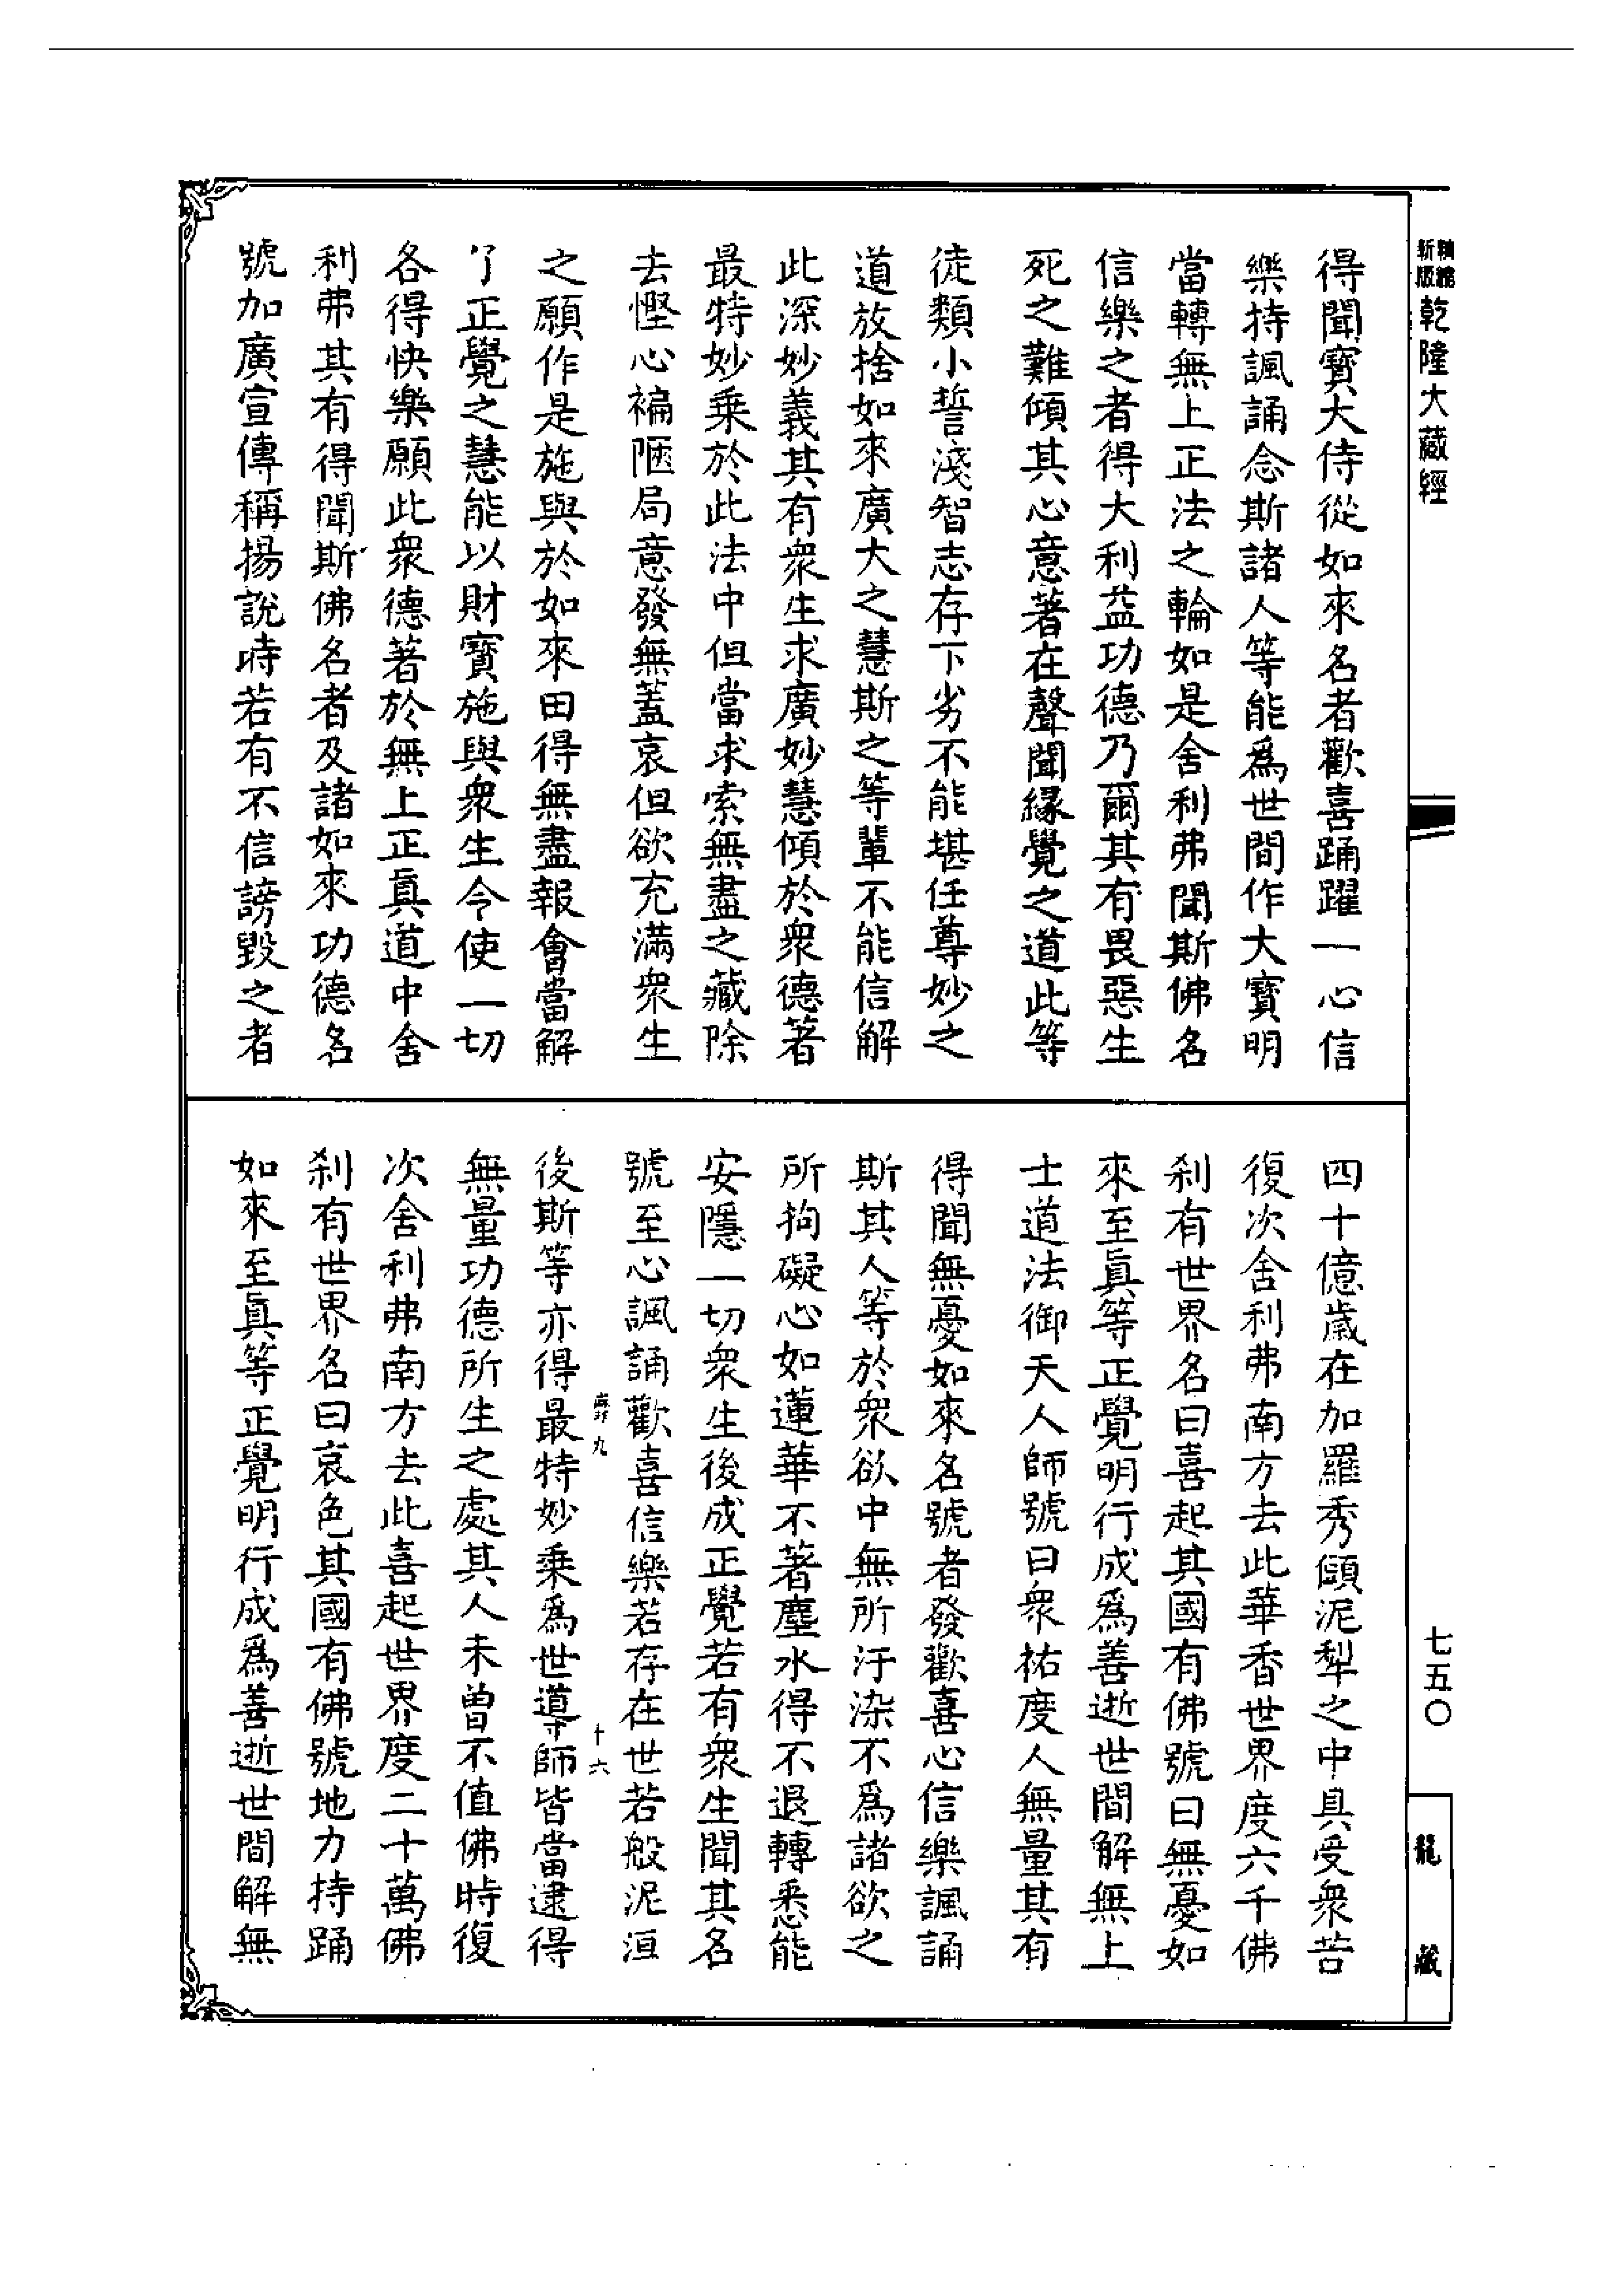 精縮新版乾隆大藏經
七五〇
龍藏
得聞寶大侍從如來名者歡喜踊躍一心信
樂持諷誦念斯諸人等能爲世間作大寶明
當轉無上正法之輪如是舍利弗聞斯佛名
信樂之者得大利益功德乃爾其有畏惡生
死之難傾其心意著在聲聞緣覺之道此等
徒類小誓淺智志存下劣不能堪任尊妙之
道放捨如來廣大之慧斯之等輩不能信解
此深妙義其有衆生求廣妙慧傾於衆德著
最特妙乘於此法中但當求索無盡之藏除
去慳心褊陋局意發無蓋哀但欲充滿衆生
之願作是施與於如來田得無盡報會當解
了正覺之慧能以財寶施與衆生令使一切
各得快樂願此衆德著於無上正眞道中舍
利弗其有得聞斯佛名者及諸如來功德名
號加廣宣傳稱揚說時若有不信謗毀之者
四十億歲在加羅秀頤泥犁之中具受衆苦
復次舍利弗南方去此華香世界度六千佛
刹有世界名曰喜起其國有佛號曰無憂如
來至眞等正覺明行成爲善逝世間解無上
士道法御天人師號曰衆祐度人無量其有
得聞無憂如來名號者發歡喜心信樂諷誦
斯其人等於衆欲中無所汙染不爲諸欲之
所拘礙心如蓮華不著塵水得不退轉悉能
安隱一切衆生後成正覺若有衆生聞其名
號至心諷誦歡喜信樂若存在世若般泥洹
九 十六
後斯等亦得最特妙乘爲世導師皆當逮得
無量功德所生之處其人未曾不值佛時復
次舍利弗南方去此喜起世界度二十萬佛
刹有世界名曰哀色其國有佛號地力持踊
如來至眞等正覺明行成爲善逝世間解無